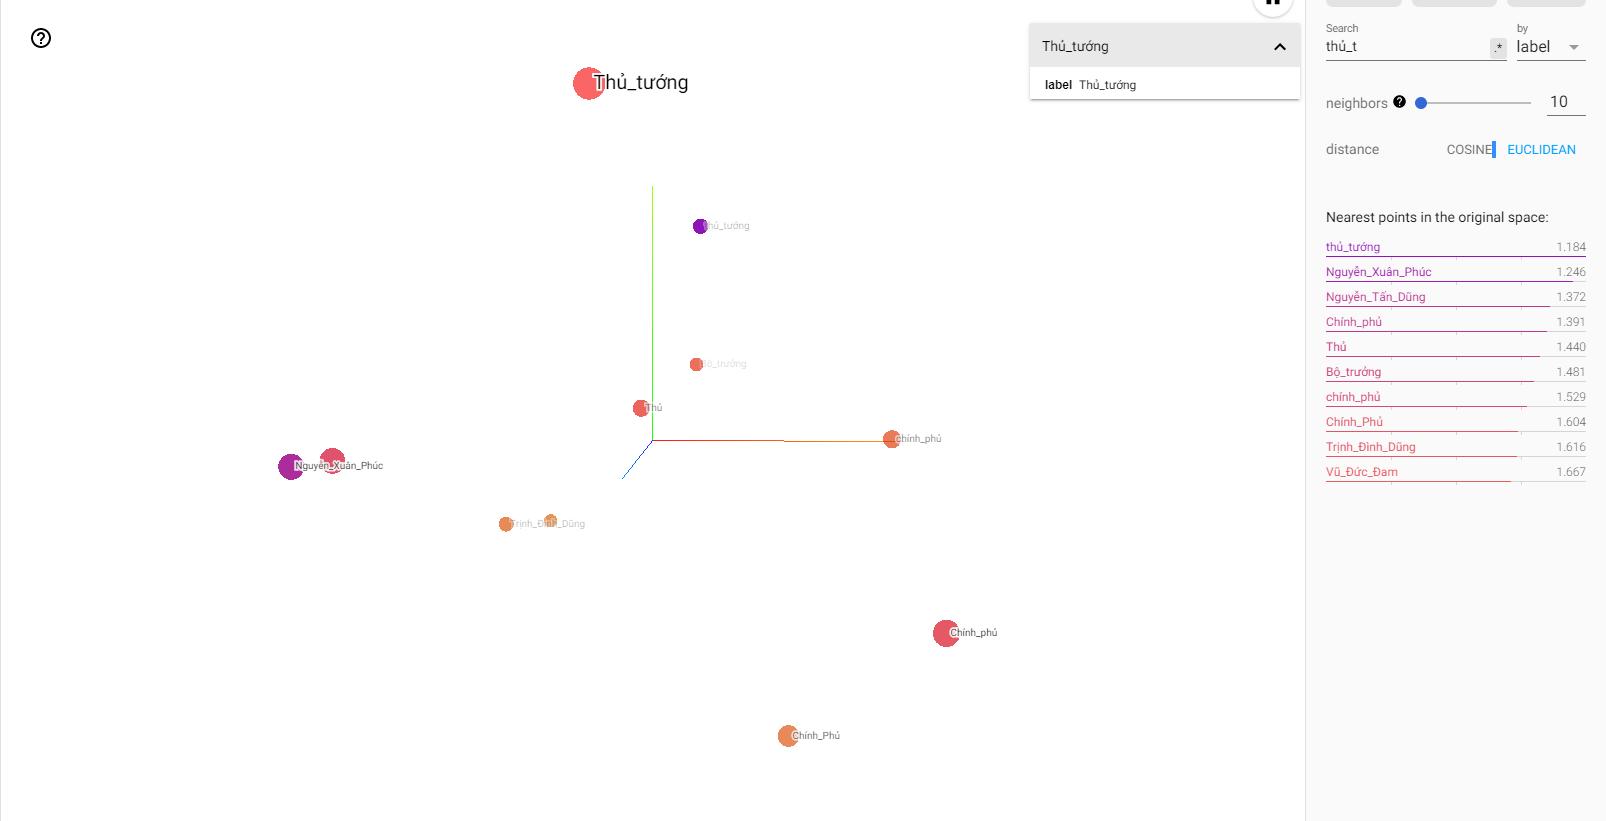 Thủ_tướng
label Thủ_tướng
Search
by
thủ_t
.*
label
neighbors
10
distance
COSINE
EUCLIDEAN
Nearest points in the original space:
thủ_tướng 1.184
Nguyễn_Xuân_Phúc 1.246
Nguyễn_Tấn_Dũng 1.372
Chính_phủ 1.391
Thủ 1.440
Bộ_trưởng 1.481
chính_phủ 1.529
Chính_Phủ 1.604
Trịnh_Đình_Dũng 1.616
Vũ_Đức_Đam 1.667
Thủ_tướng
thủ_tướng
Bộ_trưởng
Thủ
chính_phủ
Nguyễn_Xuân_Phúc
Trịnh_Đình_Dũng
Chính_phủ
Chính_Phủ